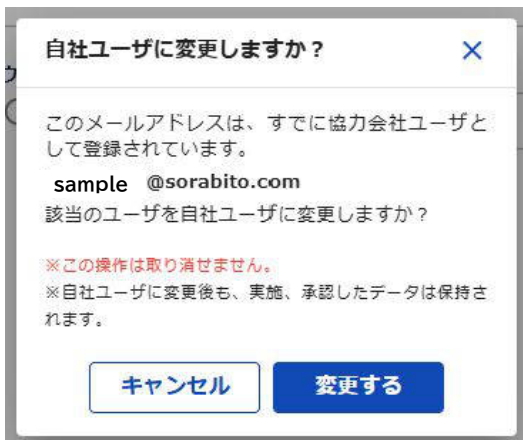 自社ユーザに変更しますか？
このメールアドレスは、すでに協力会社ユーザと
して登録されています。
sample @sorabito.com
該当のユーザを自社ユーザに変更しますか？
※この操作は取り消せません。
※自社ユーザに変更後も、実施、承認したデータは保持さ
れます。
キャンセル 変更する